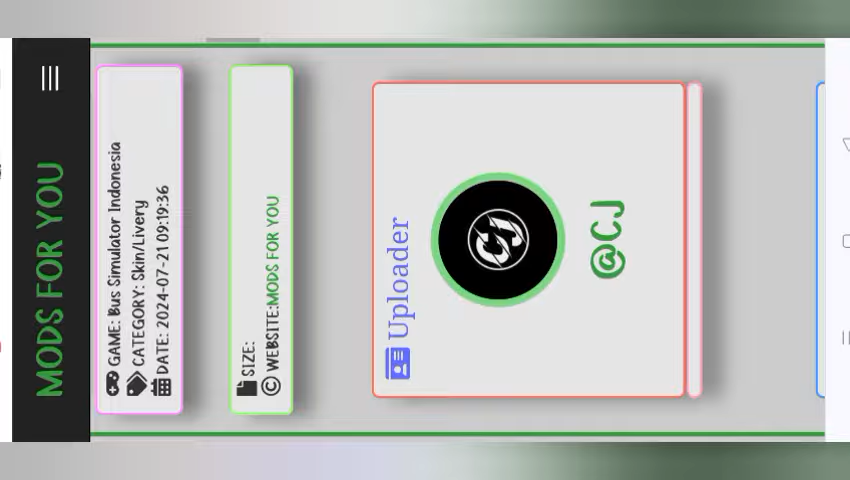 MODS FOR YOU
GAME: Bus Simulator Indonesia
CATEGORY: Skin/Livery
DATE: 2024-07-21 09:19:36
SIZE:
WEBSITE:MODS FOR YOU
Uploader
CJ
@CJ